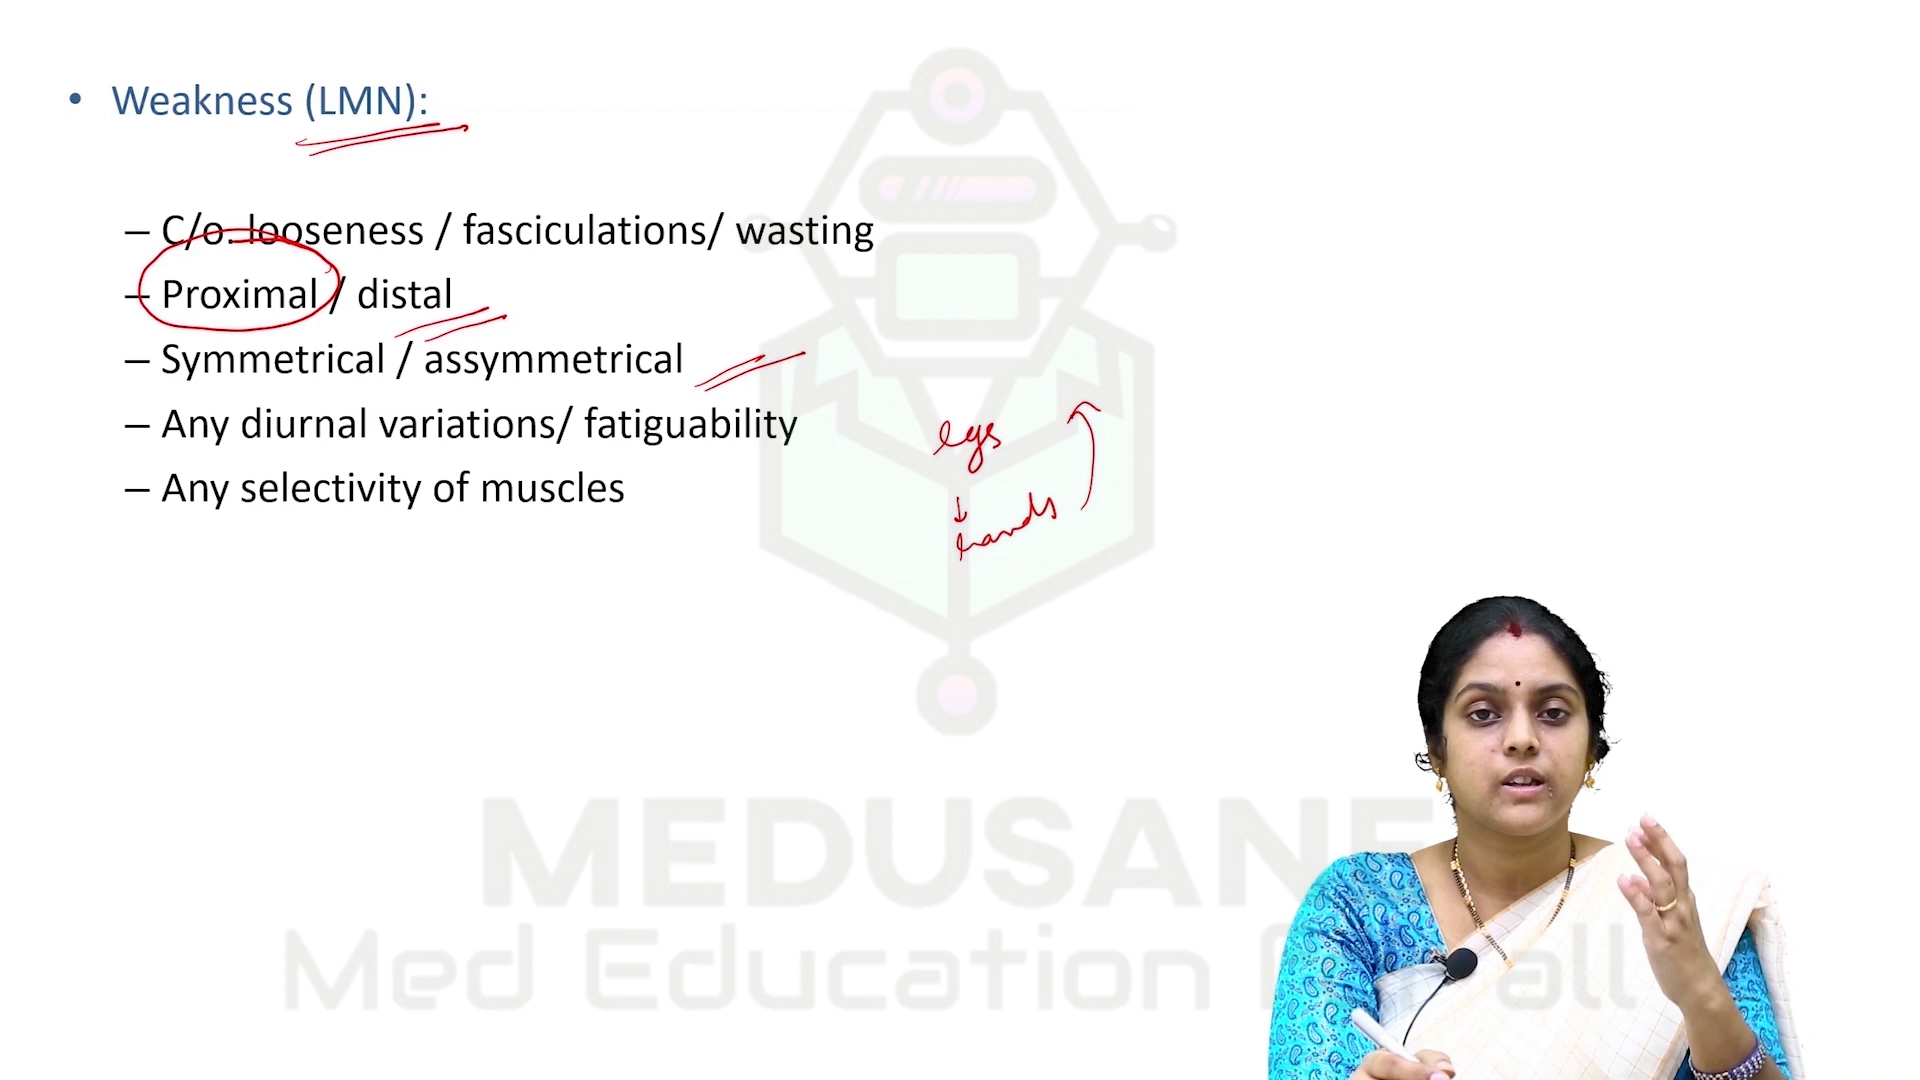 • Weakness (LMN):
– C/o. looseness / fasciculations/ wasting
– Proximal / distal
– Symmetrical / assymmetrical
– Any diurnal variations/ fatiguability
– Any selectivity of muscles
legs
↓
hands
MEDUSANE
Med Education all